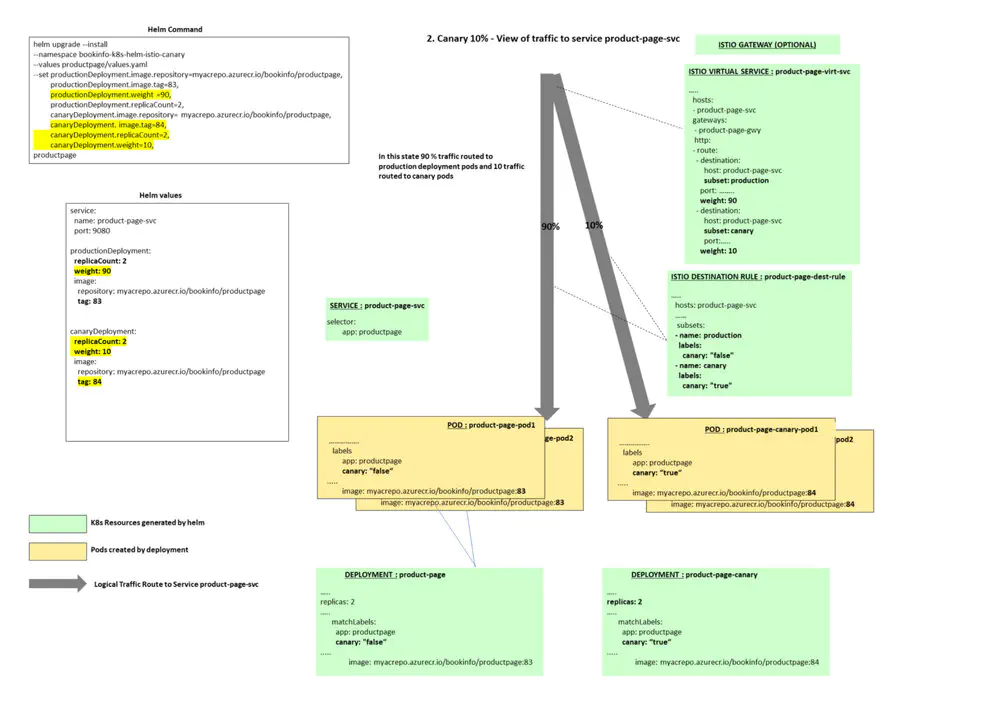 Helm Command
helm upgrade --install
--namespace bookinfo-k8s-helm-istio-canary
--values productpage/values.yaml
--set productionDeployment.image.repository=myacrepo.azurecr.io/bookinfo/productpage,
productionDeployment.image.tag=83,
productionDeployment.weight =90,
productionDeployment.replicaCount=2,
canaryDeployment.image.repository= myacrepo.azurecr.io/bookinfo/productpage,
canaryDeployment. image.tag=84,
canaryDeployment.replicaCount=2,
canaryDeployment.weight=10,
productpage
Helm values
service:
name: product-page-svc
port: 9080
productionDeployment:
replicaCount: 2
weight: 90
image:
repository: myacrepo.azurecr.io/bookinfo/productpage
tag: 83
canaryDeployment:
replicaCount: 2
weight: 10
image:
repository: myacrepo.azurecr.io/bookinfo/productpage
tag: 84
K8s Resources generated by helm
Pods created by deployment
Logical Traffic Route to Service product-page-svc
2. Canary 10% - View of traffic to service product-page-svc
In this state 90 % traffic routed to
production deployment pods and 10 traffic
routed to canary pods
90%
10%
SERVICE : product-page-svc
selector:
app: productpage
ISTIO GATEWAY (OPTIONAL)
ISTIO VIRTUAL SERVICE : product-page-virt-svc
.....
hosts:
- product-page-svc
gateways:
- product-page-gwy
http:
- route:
- destination:
host: product-page-svc
subset: production
port: ........
weight: 90
- destination:
host: product-page-svc
subset: canary
port:.....
weight: 10
ISTIO DESTINATION RULE : product-page-dest-rule
.....
hosts: product-page-svc
......
subsets:
- name: production
labels:
canary: "false"
- name: canary
labels:
canary: "true"
POD : product-page-pod1
...............
labels
app: productpage
canary: "false"
.....
image: myacrepo.azurecr.io/bookinfo/productpage:83
ge-pod2
image: myacrepo.azurecr.io/bookinfo/productpage:83
POD : product-page-canary-pod1
...............
labels
app: productpage
canary: "true"
.....
image: myacrepo.azurecr.io/bookinfo/productpage:84
pod2
image: myacrepo.azurecr.io/bookinfo/productpage:84
DEPLOYMENT : product-page
.....
replicas: 2
.....
matchLabels:
app: productpage
canary: "false"
.....
image: myacrepo.azurecr.io/bookinfo/productpage:83
DEPLOYMENT : product-page-canary
.....
replicas: 2
.....
matchLabels:
app: productpage
canary: "true"
.....
image: myacrepo.azurecr.io/bookinfo/productpage:84